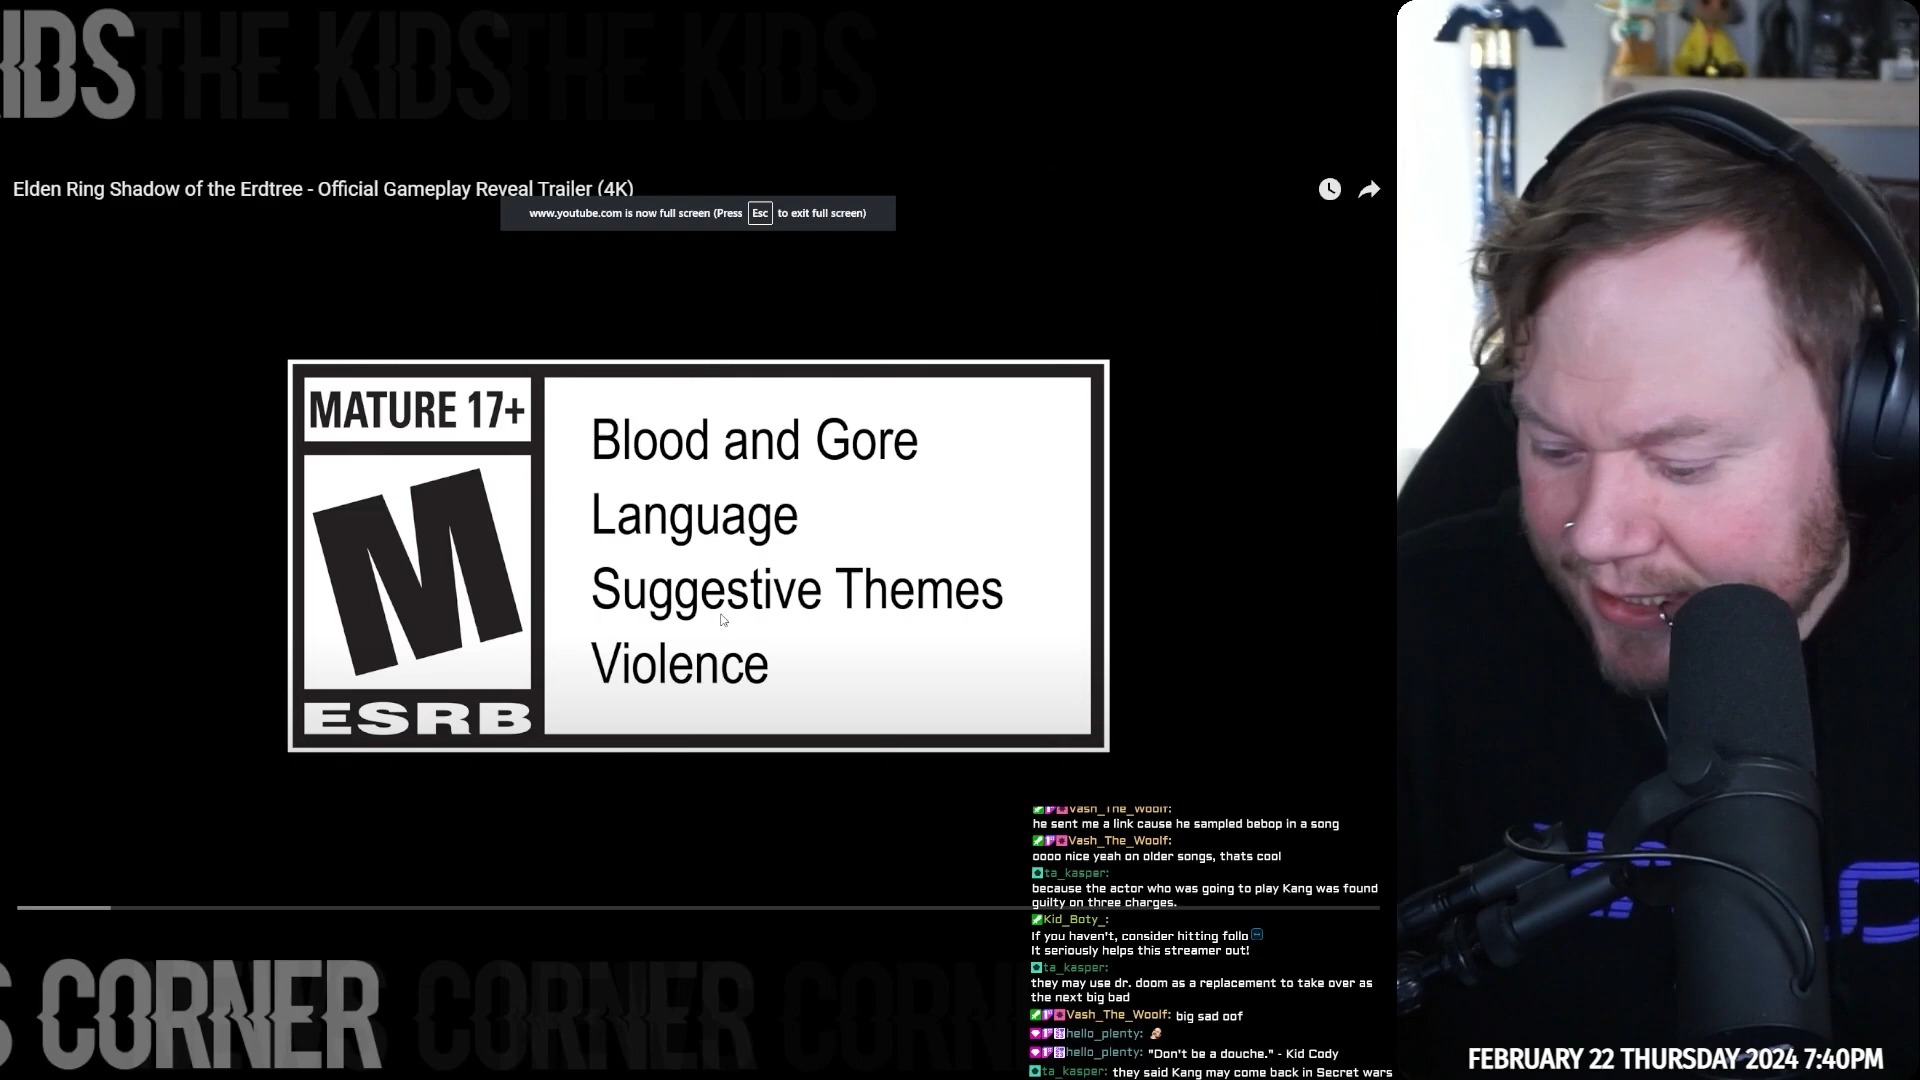 KIDS THE KIDS THE KIDS
Elden Ring Shadow of the Erdtree - Official Gameplay Reveal Trailer (4K)
www.youtube.com is now full screen (Press Esc to exit full screen)
MATURE 17+
M
ESRB
Blood and Gore
Language
Suggestive Themes
Violence
Vash_The_Woolf:
he sent me a link cause he sampled bebop in a song
Vash_The_Woolf:
oooo nice yeah on older songs, thats cool
ta_kasper:
because the actor who was going to play Kang was found
guilty on three charges.
Kid_Boty_:
If you haven't, consider hitting follo
It seriously helps this streamer out!
ta_kasper:
they may use dr. doom as a replacement to take over as
the next big bad
Vash_The_Woolf: big sad oof
hello_plenty:
hello_plenty: "Don't be a douche." - Kid Cody
ta_kasper: they said Kang may come back in Secret wars
S CORNER CORNER CORN
FEBRUARY 22 THURSDAY 2024 7:40PM